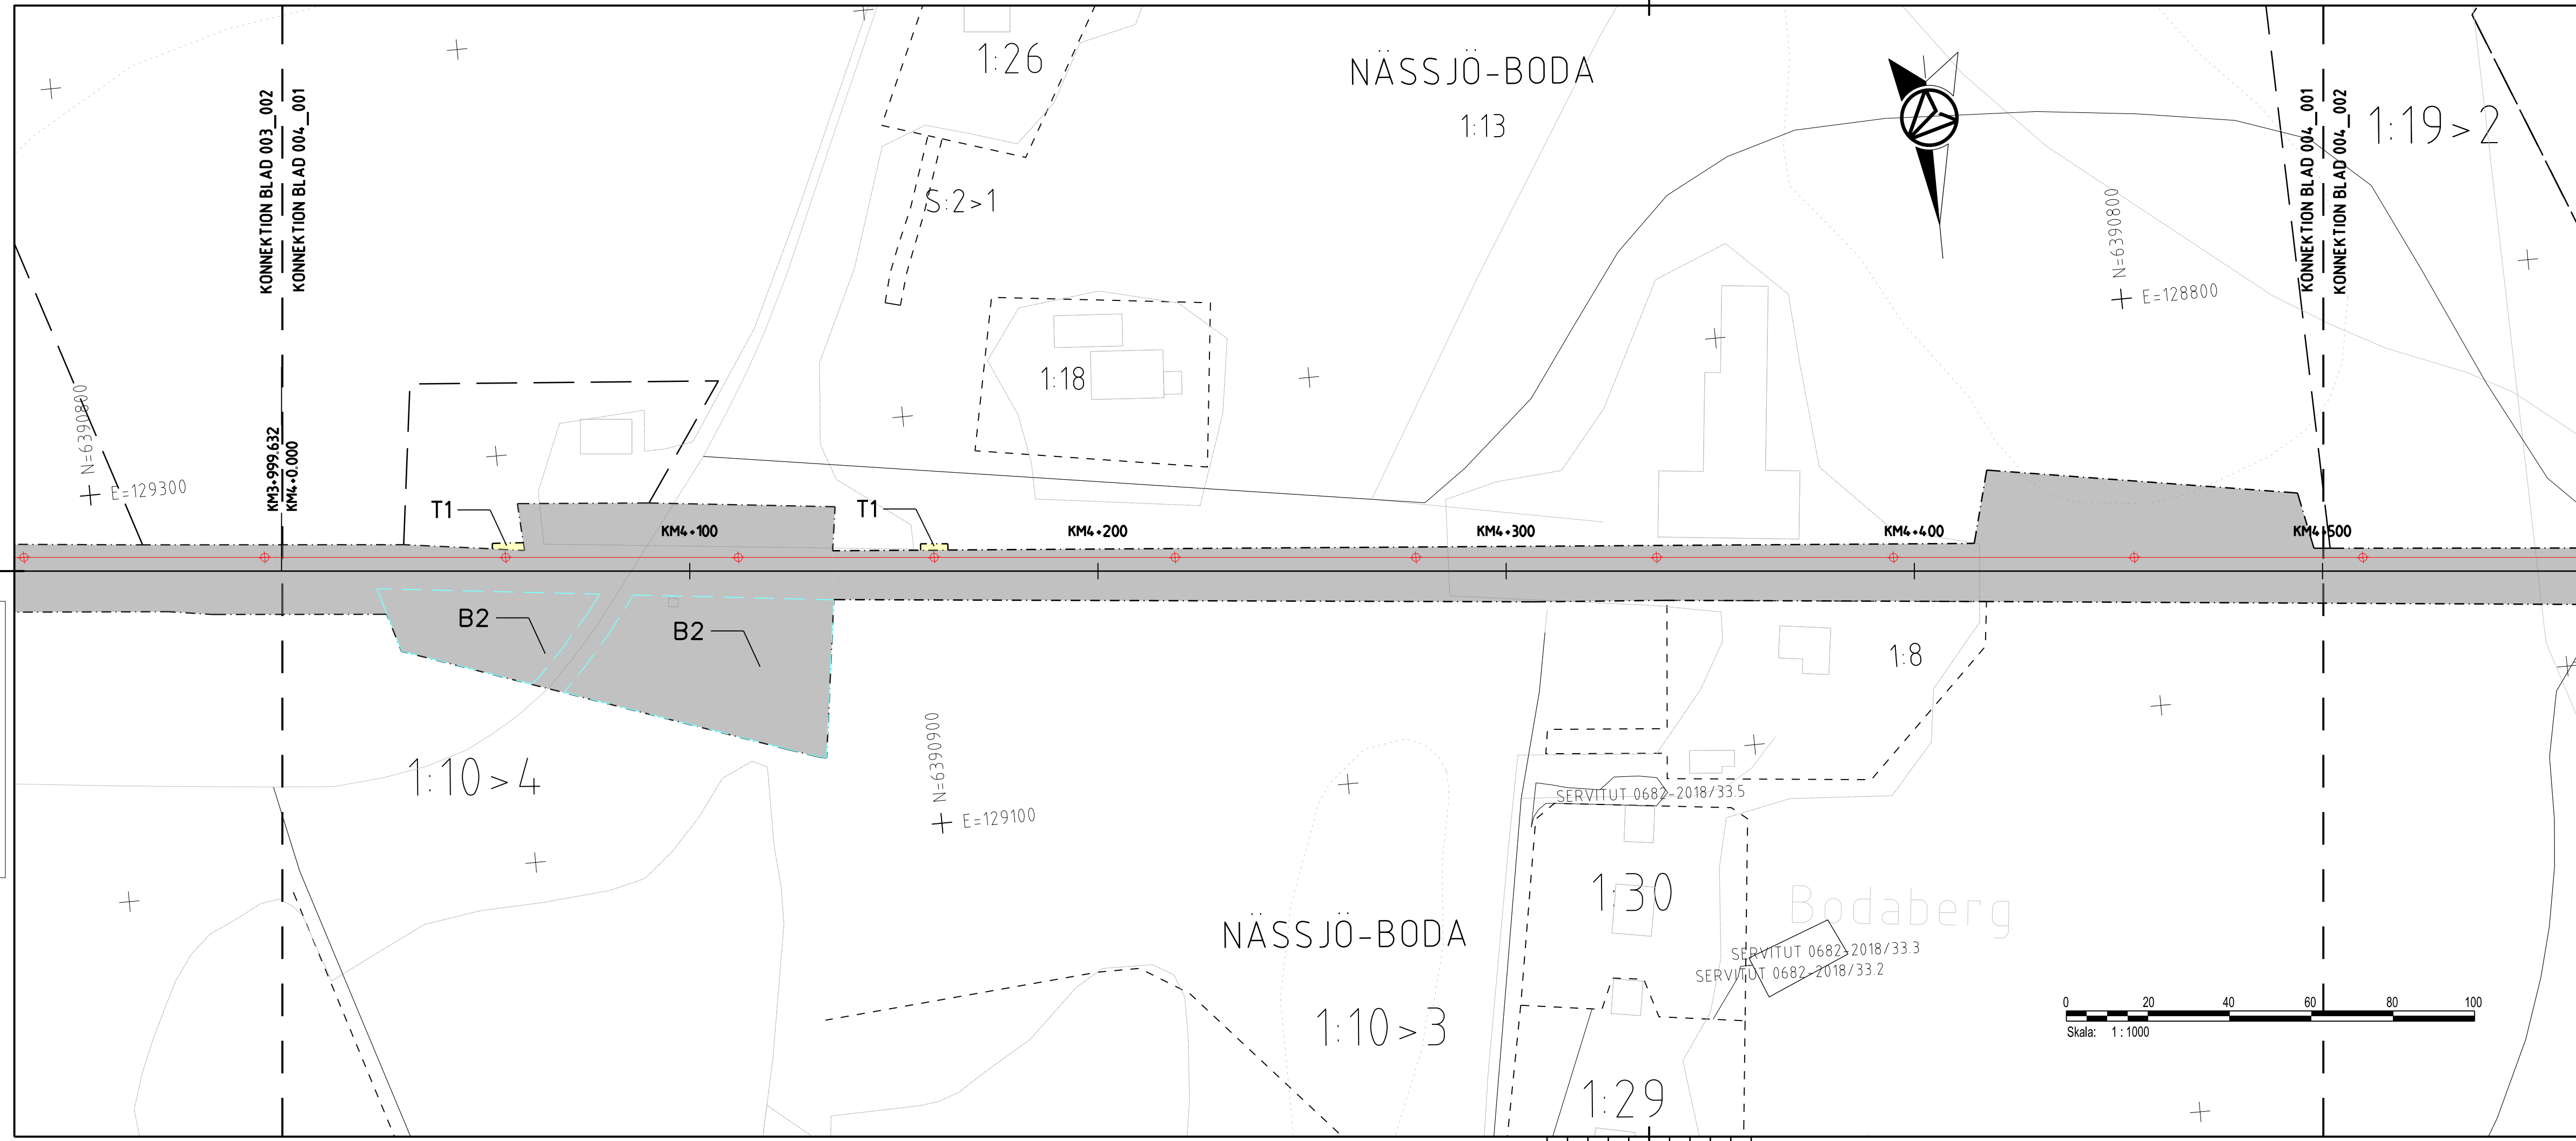 1:26
NÄSSJÖ-BODA
1:13
KONNEKTION BLAD 003_002
KONNEKTION BLAD 004_001
KONNEKTION BLAD 004_001
KONNEKTION BLAD 004_002
1:19>2
S:2>1
N=6390800
E=128800
1:18
N=6390800
E=129300
KM3+999.632
KM4+0.000
T1
T1
KM4+100
KM4+200
KM4+300
KM4+400
KM4+500
B2
B2
1:8
1:10>4
N=6390900
E=129100
SERVITUT 0682-2018/33.5
1:30
Bodaberg
NÄSSJÖ-BODA
SERVITUT 0682-2018/33.3
SERVITUT 0682-2018/33.2
1:10>3
0 20 40 60 80 100
Skala: 1:1000
1:29